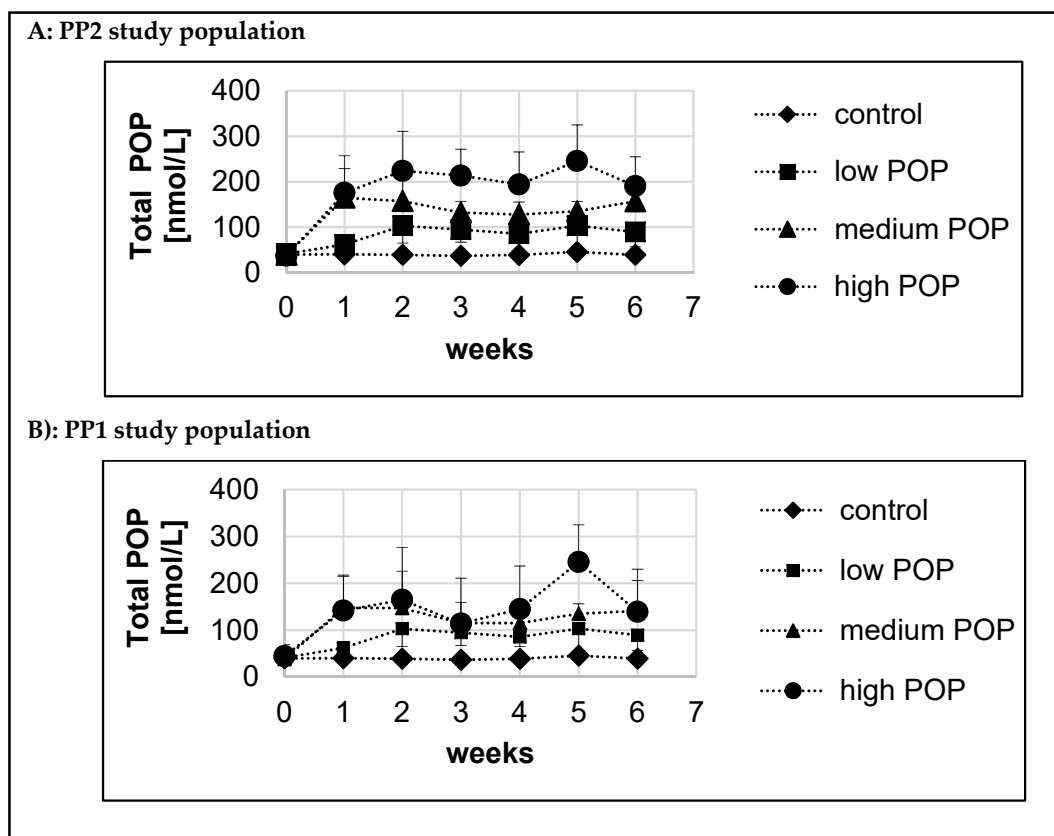 A: PP2 study population
Total POP
[nmol/L]
400
300
200
100
0
0 1 2 3 4 5 6 7
weeks
control
low POP
medium POP
high POP
B): PP1 study population
Total POP
[nmol/L]
400
300
200
100
0
0 1 2 3 4 5 6 7
weeks
control
low POP
medium POP
high POP